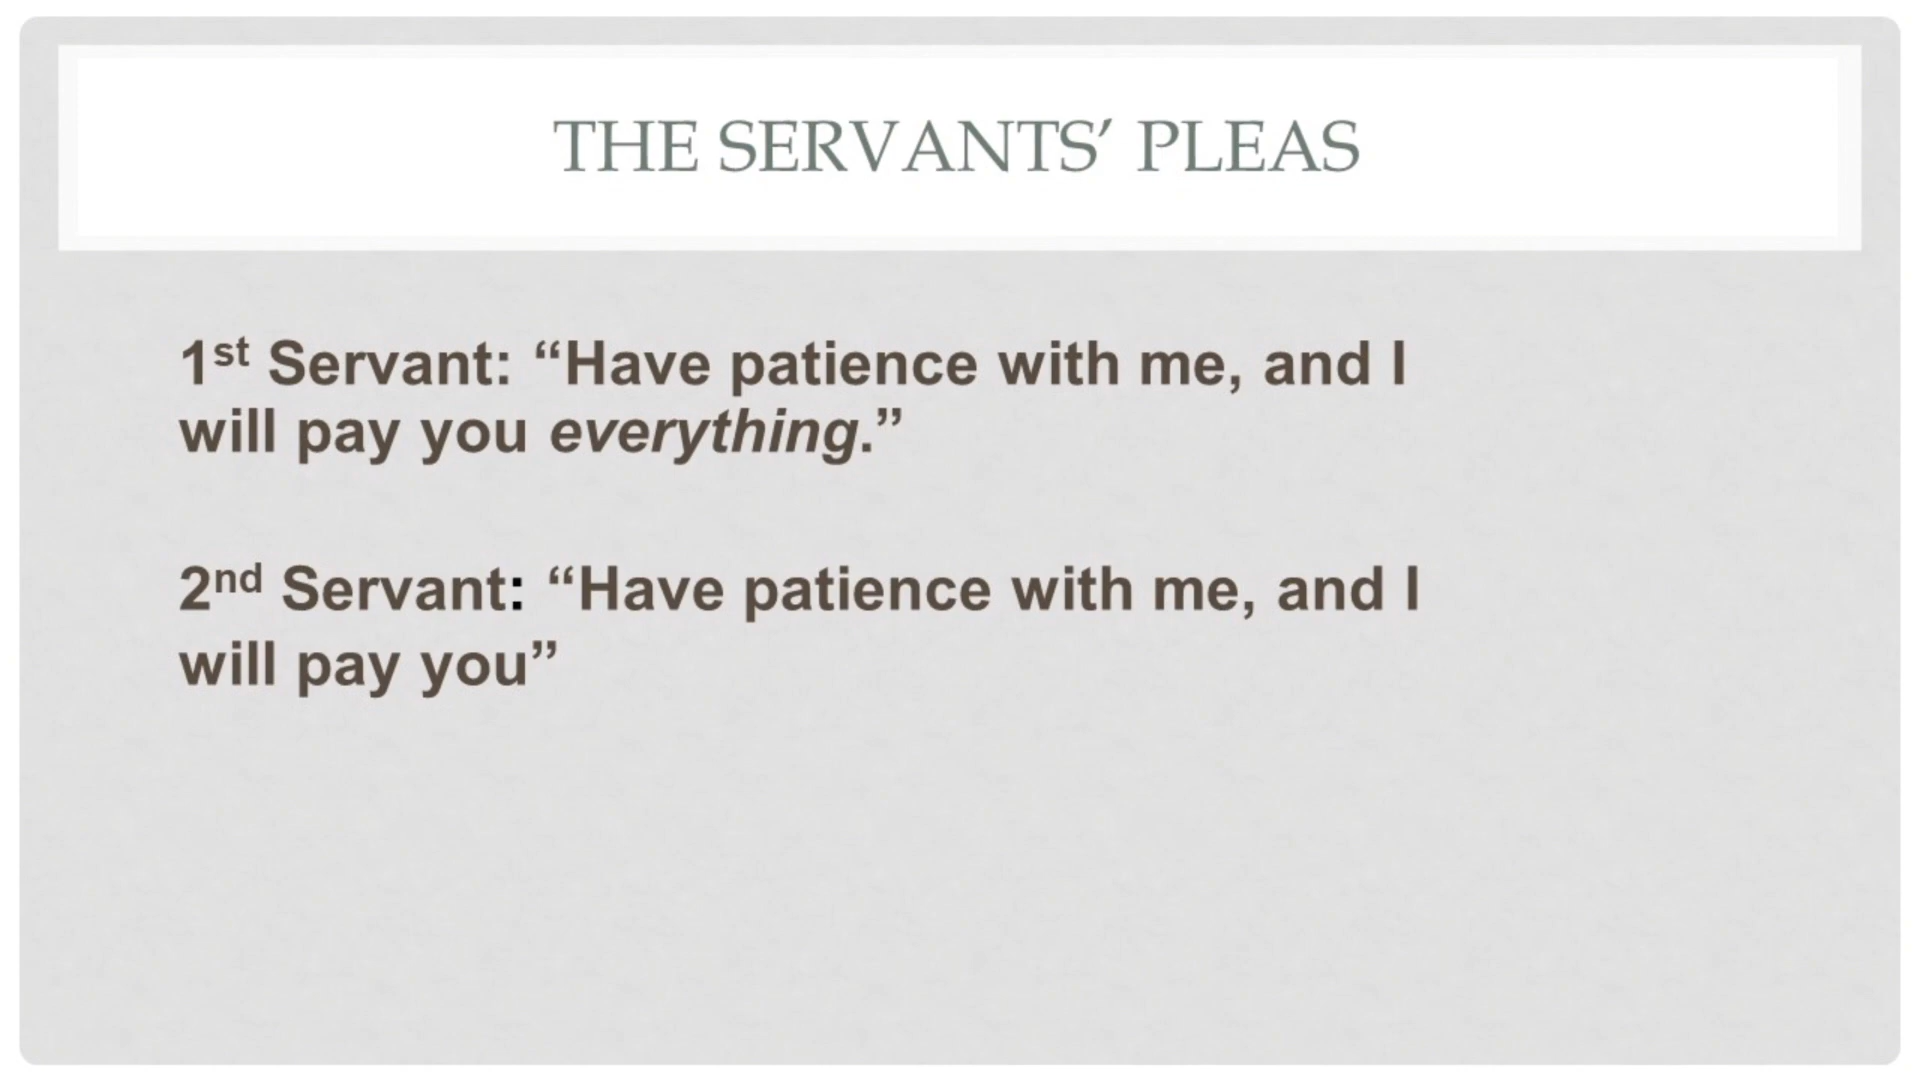 THE SERVANTS’ PLEAS
1st Servant: “Have patience with me, and I
will pay you everything.”
2nd Servant: “Have patience with me, and I
will pay you”